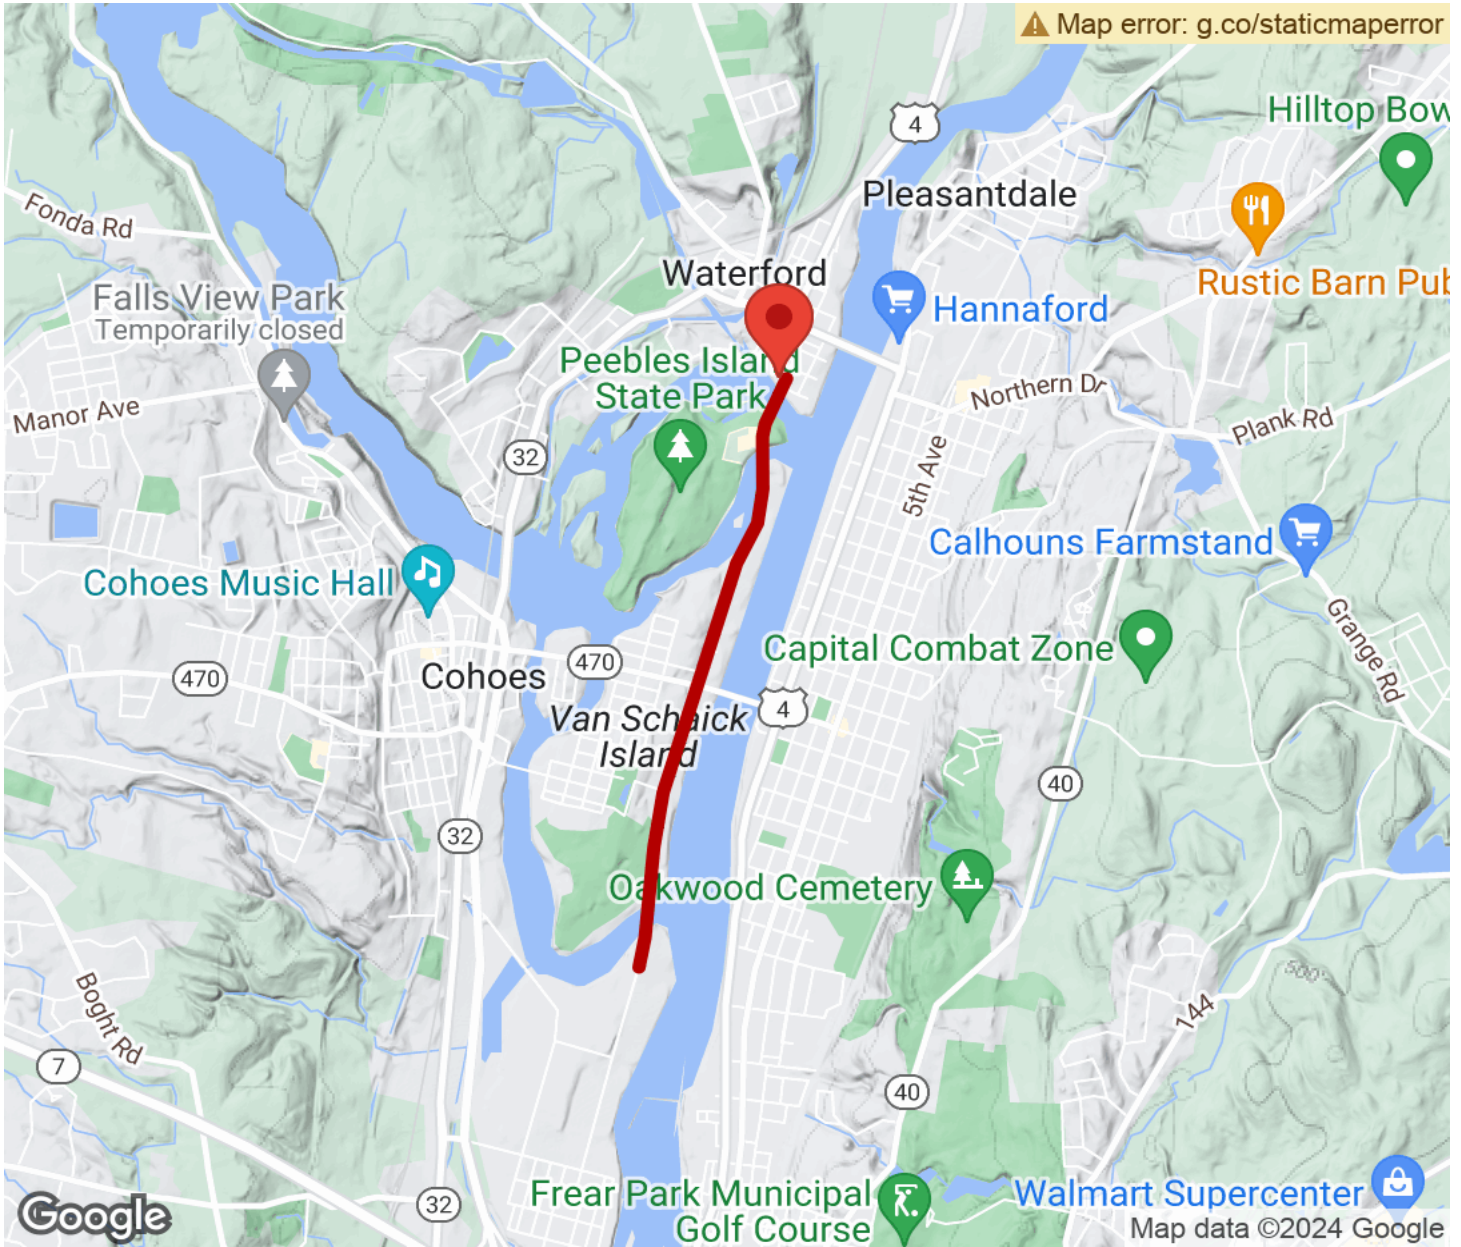 Map error: g.co/staticmaperror
4
Hilltop Bow
Pleasantdale
Fonda Rd
Waterford
Rustic Barn Pub
Falls View Park
Temporarily closed
Hannaford
Peebles Island
State Park
Northern Dr
Manor Ave
Plank Rd
32
5th Ave
Calhouns Farmstand
Cohoes Music Hall
Grange Rd
Capital Combat Zone
470
470
Cohoes
Van Schaick
Island
4
40
32
Oakwood Cemetery
500'
Boght Rd
144
7
40
Frear Park Municipal
Golf Course
Walmart Supercenter
32
Google
Map data ©2024 Google